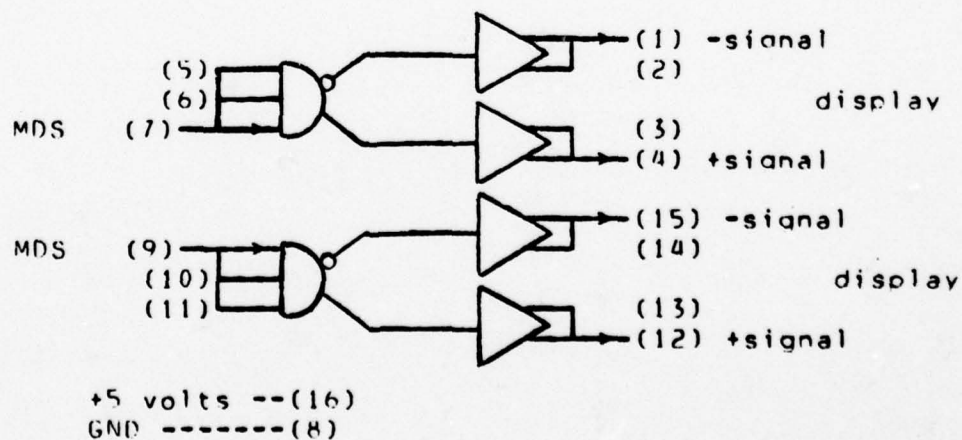 (1) -signal
(5) (2)
(6) display
MDS (7) (3)
(4) +signal
MDS (9) (15) -signal
(10) (14)
(11) display
(13)
(12) +signal
+5 volts --(16)
GND -------(8)